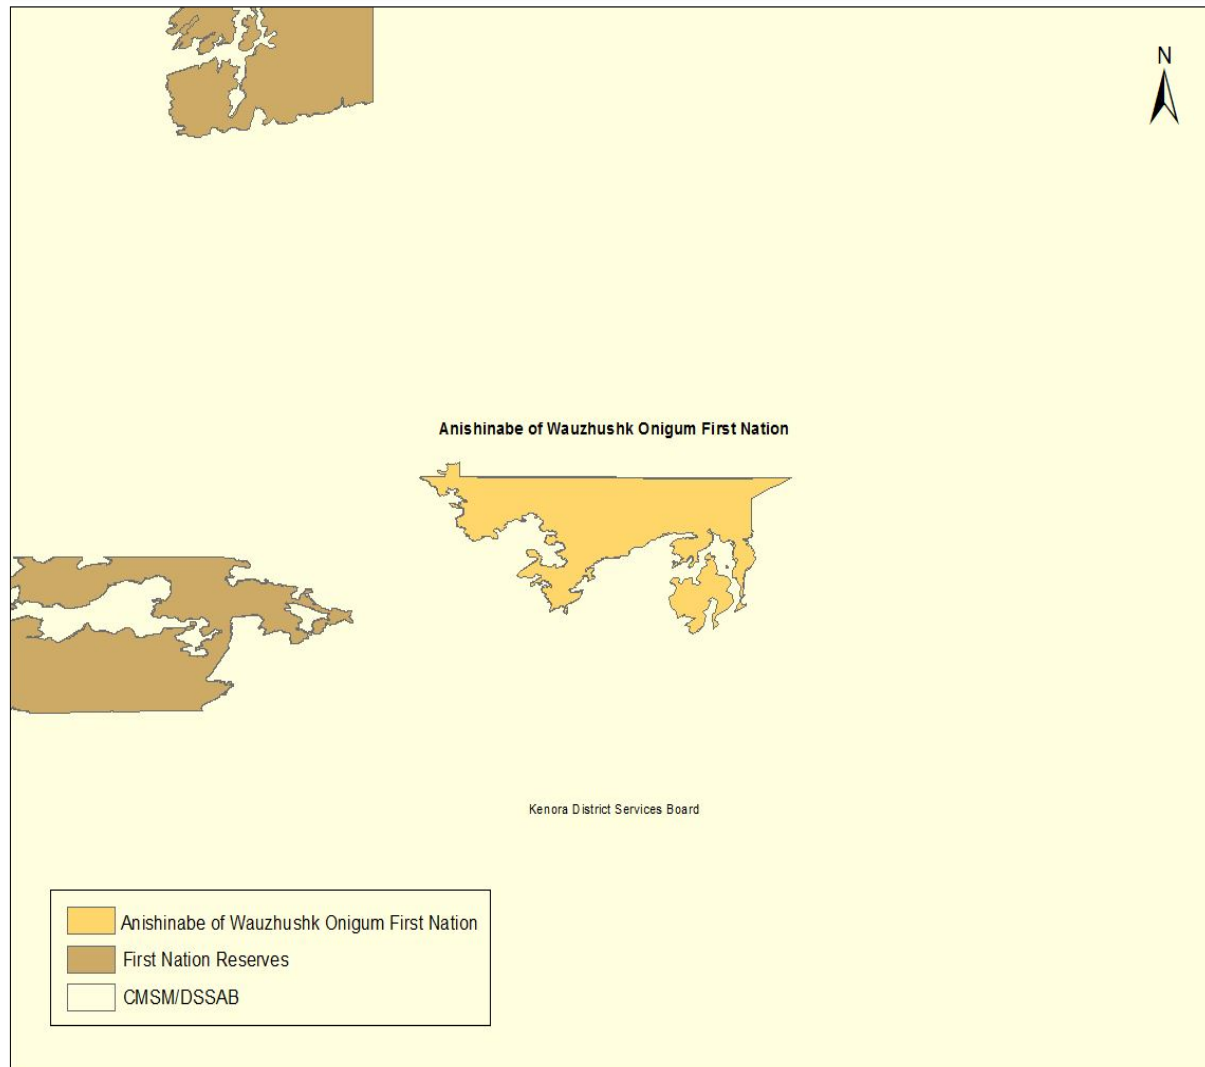 N
Anishinabe of Wauzhushk Onigum First Nation
Kenora District Services Board
Anishinabe of Wauzhushk Onigum First Nation
First Nation Reserves
CMSM/DSSAB